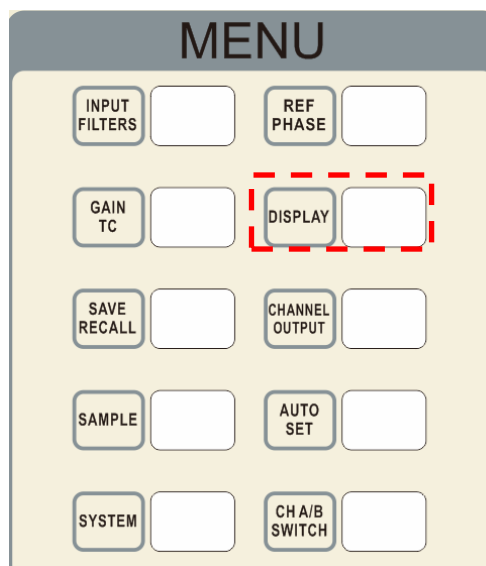 MENU
INPUT
FILTERS
REF
PHASE
GAIN
TC
DISPLAY
SAVE
RECALL
CHANNEL
OUTPUT
SAMPLE
AUTO
SET
SYSTEM
CH A/B
SWITCH